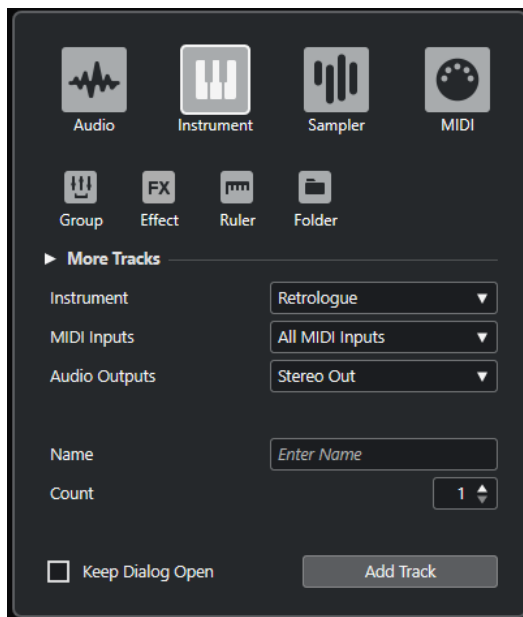 Audio Instrument Sampler MIDI
FX
Group Effect Ruler Folder
More Tracks
Instrument Retrologue
MIDI Inputs All MIDI Inputs
Audio Outputs Stereo Out
Name Enter Name
Count 1
Keep Dialog Open Add Track